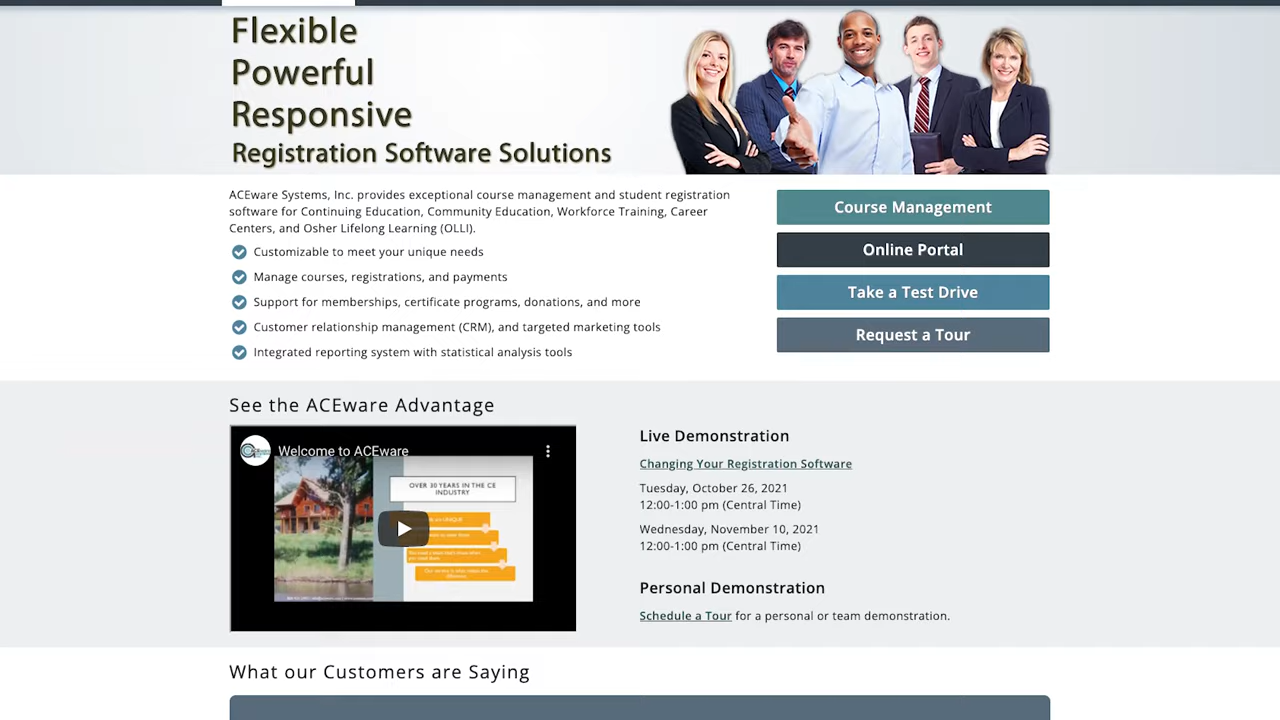 Flexible
Powerful
Responsive
Registration Software Solutions
ACEware Systems, Inc. provides exceptional course management and student registration
software for Continuing Education, Community Education, Workforce Training, Career
Centers, and Osher Lifelong Learning (OLLI).
Customizable to meet your unique needs
Manage courses, registrations, and payments
Support for memberships, certificate programs, donations, and more
Customer relationship management (CRM), and targeted marketing tools
Integrated reporting system with statistical analysis tools
Course Management
Online Portal
Take a Test Drive
Request a Tour
See the ACEware Advantage
Welcome to ACEware
OVER 30 YEARS IN THE CE
INDUSTRY
Live Demonstration
Changing Your Registration Software
Tuesday, October 26, 2021
12:00-1:00 pm (Central Time)
Wednesday, November 10, 2021
12:00-1:00 pm (Central Time)
Personal Demonstration
Schedule a Tour for a personal or team demonstration.
What our Customers are Saying